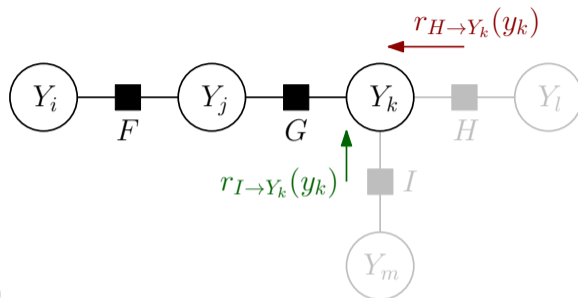 r_{H→Y_k}(y_k)
Y_i Y_j Y_k Y_l
F G H
r_{I→Y_k}(y_k) I
Y_m